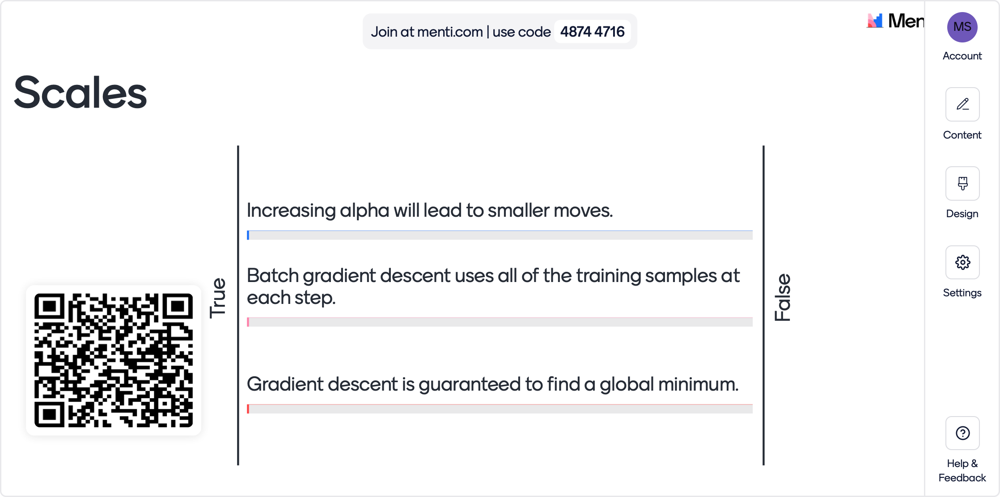 Join at menti.com | use code 4874 4716
Men
MS
Account
Scales
Content
Design
Settings
True
Increasing alpha will lead to smaller moves.
Batch gradient descent uses all of the training samples at
each step.
Gradient descent is guaranteed to find a global minimum.
False
Help &
Feedback